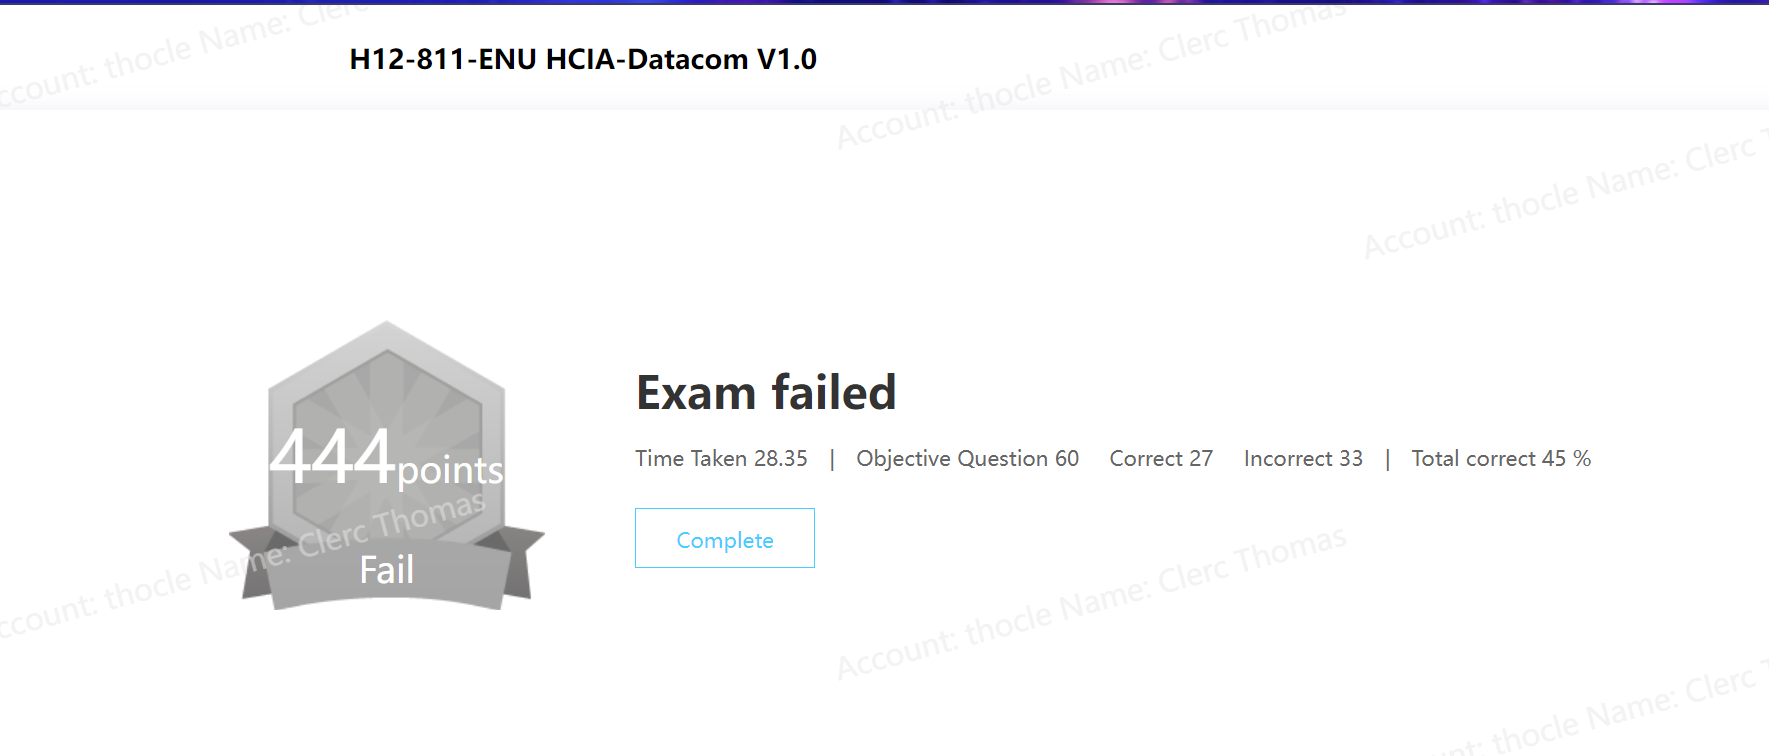 ccount: thocle Name: Clerc
Account: thocle Name: Clerc Thomas
H12-811-ENU HCIA-Datacom V1.0
Account: thocle Name: Clerc
444points
Fail
Exam failed
Time Taken 28.35 | Objective Question 60 Correct 27 Incorrect 33 | Total correct 45 %
Complete
ccount: thocle Name: Clerc Thomas
Account: thocle Name: Clerc Thomas
thocle Name: Clerc